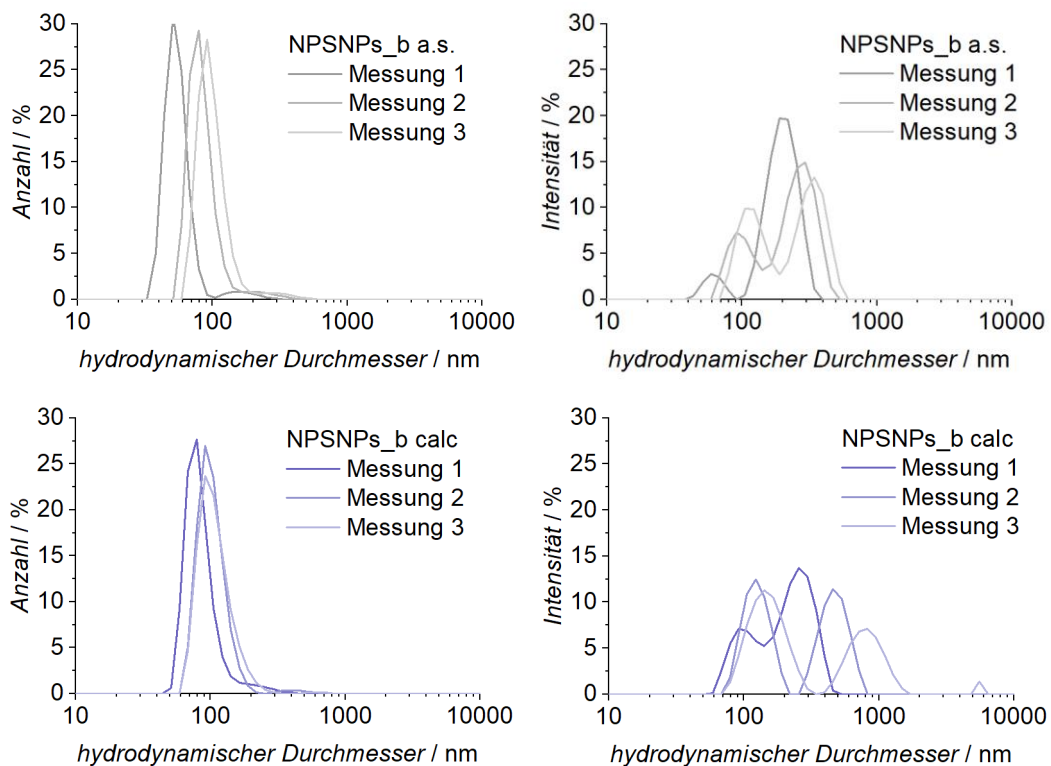 30
25
20
15
10
5
0
Anzahl / %
NPSNPs_b a.s.
Messung 1
Messung 2
Messung 3
10
100
1000
10000
hydrodynamischer Durchmesser / nm
30
25
20
15
10
5
0
Intensität / %
NPSNPs_b a.s.
Messung 1
Messung 2
Messung 3
10
100
1000
10000
hydrodynamischer Durchmesser / nm
30
25
20
15
10
5
0
Anzahl / %
NPSNPs_b calc
Messung 1
Messung 2
Messung 3
10
100
1000
10000
hydrodynamischer Durchmesser / nm
30
25
20
15
10
5
0
Intensität / %
NPSNPs_b calc
Messung 1
Messung 2
Messung 3
10
100
1000
10000
hydrodynamischer Durchmesser / nm